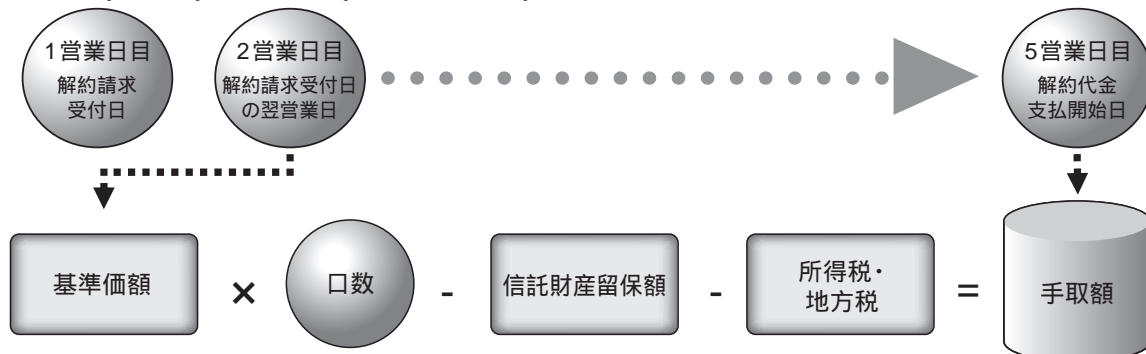 1営業日目
解約請求
受付日
2営業日目
解約請求受付日
の翌営業日
5営業日目
解約代金
支払開始日
基準価額 × 口数 - 信託財産留保額 - 所得税・
地方税 = 手取額